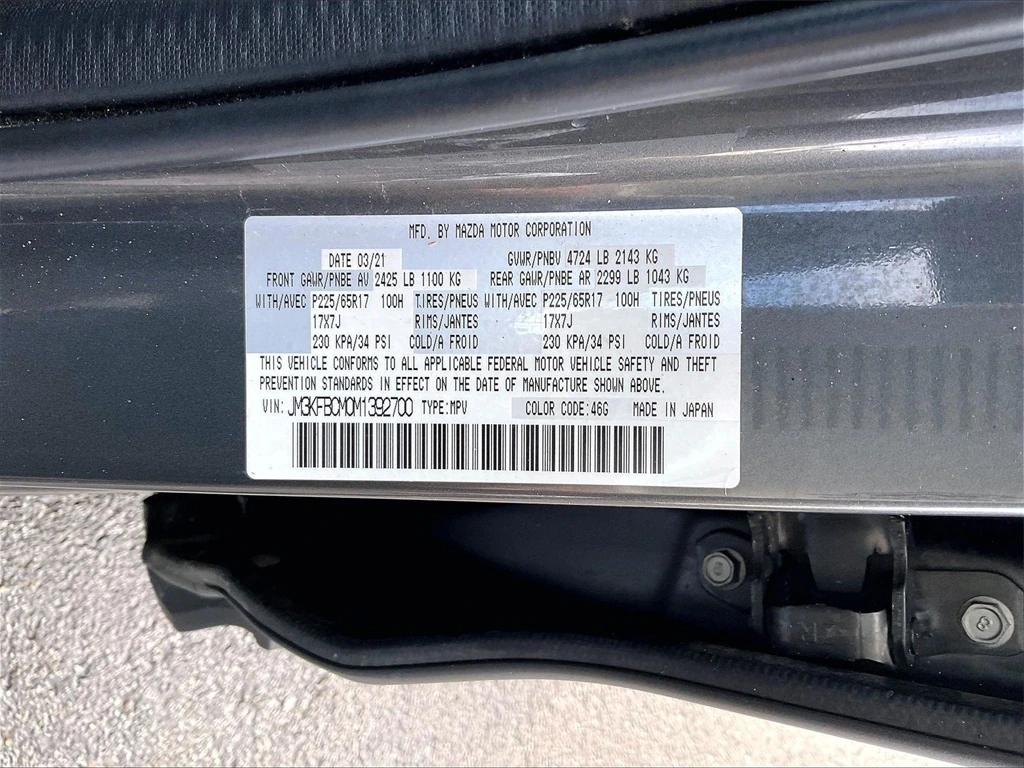 MFD. BY MAZDA MOTOR CORPORATION
DATE 03/21 GVWR/PNBV 4724 LB 2143 KG
FRONT GAWR/PNBE AV 2425 LB 1100 KG REAR GAWR/PNBE AR 2299 LB 1043 KG
WITH/AVEC P225/65R17 100H TIRES/PNEUS WITH/AVEC P225/65R17 100H TIRES/PNEUS
17X7J RIMS/JANTES 17X7J RIMS/JANTES
230 KPA/34 PSI COLD/A FROID 230 KPA/34 PSI COLD/A FROID
THIS VEHICLE CONFORMS TO ALL APPLICABLE FEDERAL MOTOR VEHICLE SAFETY AND THEFT
PREVENTION STANDARDS IN EFFECT ON THE DATE OF MANUFACTURE SHOWN ABOVE.
VIN: JM3KFBCM0M1392700 TYPE:MPV COLOR CODE:46G MADE IN JAPAN
8